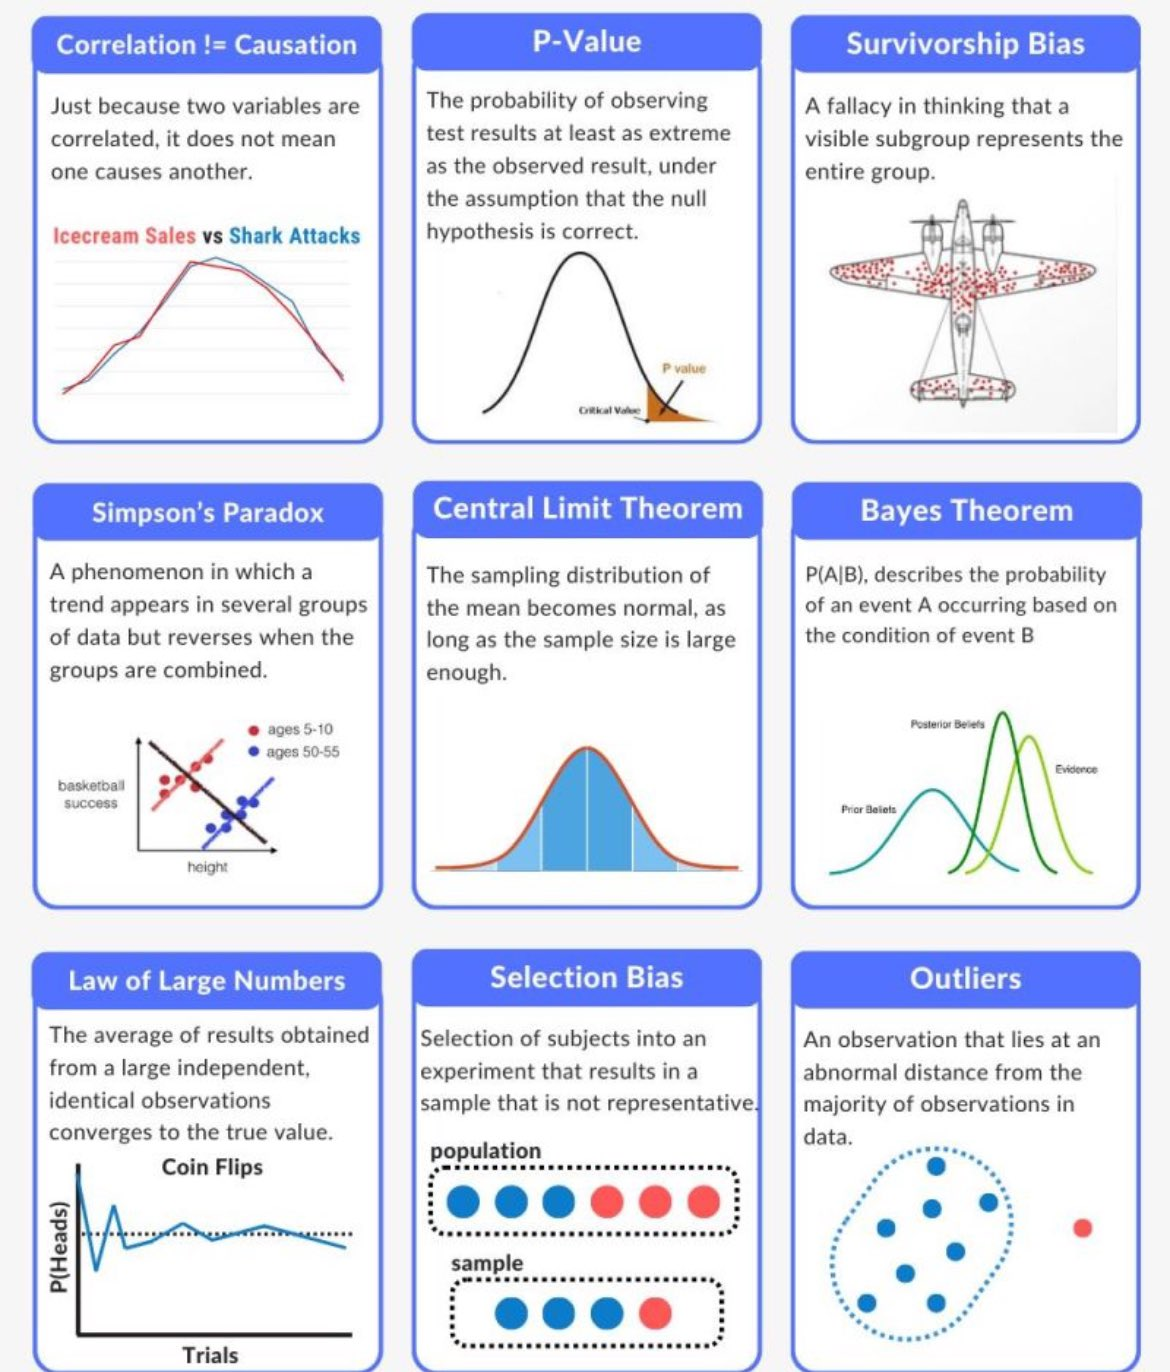 Correlation != Causation
Just because two variables are
correlated, it does not mean
one causes another.
Icecream Sales vs Shark Attacks
P-Value
The probability of observing
test results at least as extreme
as the observed result, under
the assumption that the null
hypothesis is correct.
P value
Critical Value
Survivorship Bias
A fallacy in thinking that a
visible subgroup represents the
entire group.
Simpson's Paradox
A phenomenon in which a
trend appears in several groups
of data but reverses when the
groups are combined.
ages 5-10
ages 50-55
basketball
success
height
Central Limit Theorem
The sampling distribution of
the mean becomes normal, as
long as the sample size is large
enough.
Bayes Theorem
P(A|B), describes the probability
of an event A occurring based on
the condition of event B
Posterior Beliefs
Evidence
Prior Beliefs
Law of Large Numbers
The average of results obtained
from a large independent,
identical observations
converges to the true value.
Coin Flips
P(Heads)
Trials
Selection Bias
Selection of subjects into an
experiment that results in a
sample that is not representative.
population
sample
Outliers
An observation that lies at an
abnormal distance from the
majority of observations in
data.